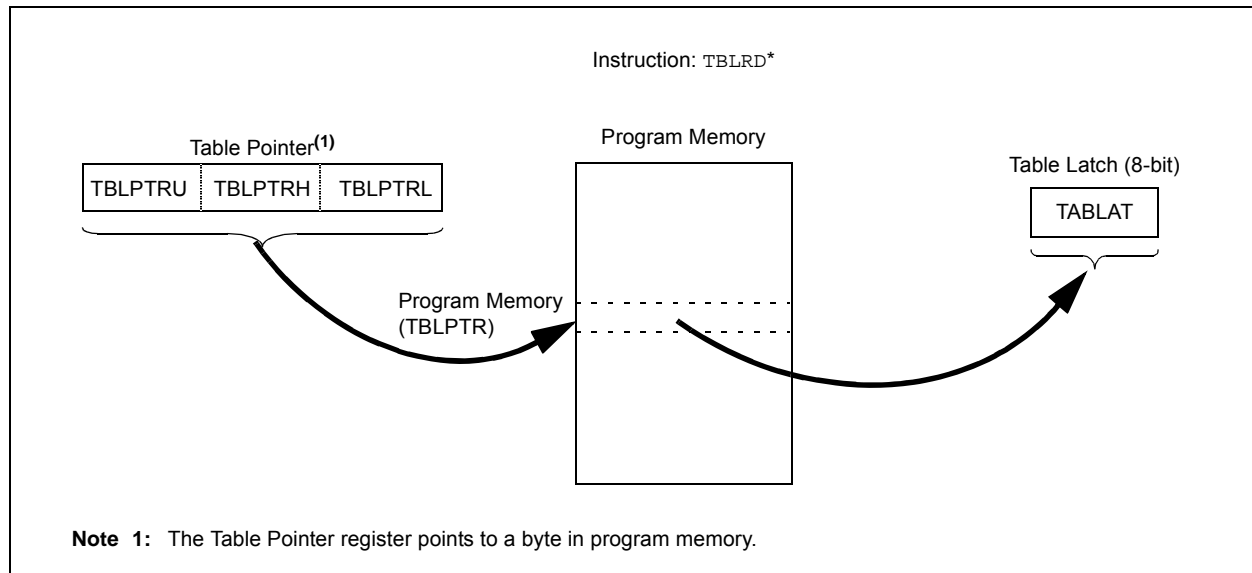 Instruction: TBLRD*
Table Pointer(1)
TBLPTRU TBLPTRH TBLPTRL
Program Memory
Table Latch (8-bit)
TABLAT
Program Memory
(TBLPTR)
Note 1: The Table Pointer register points to a byte in program memory.